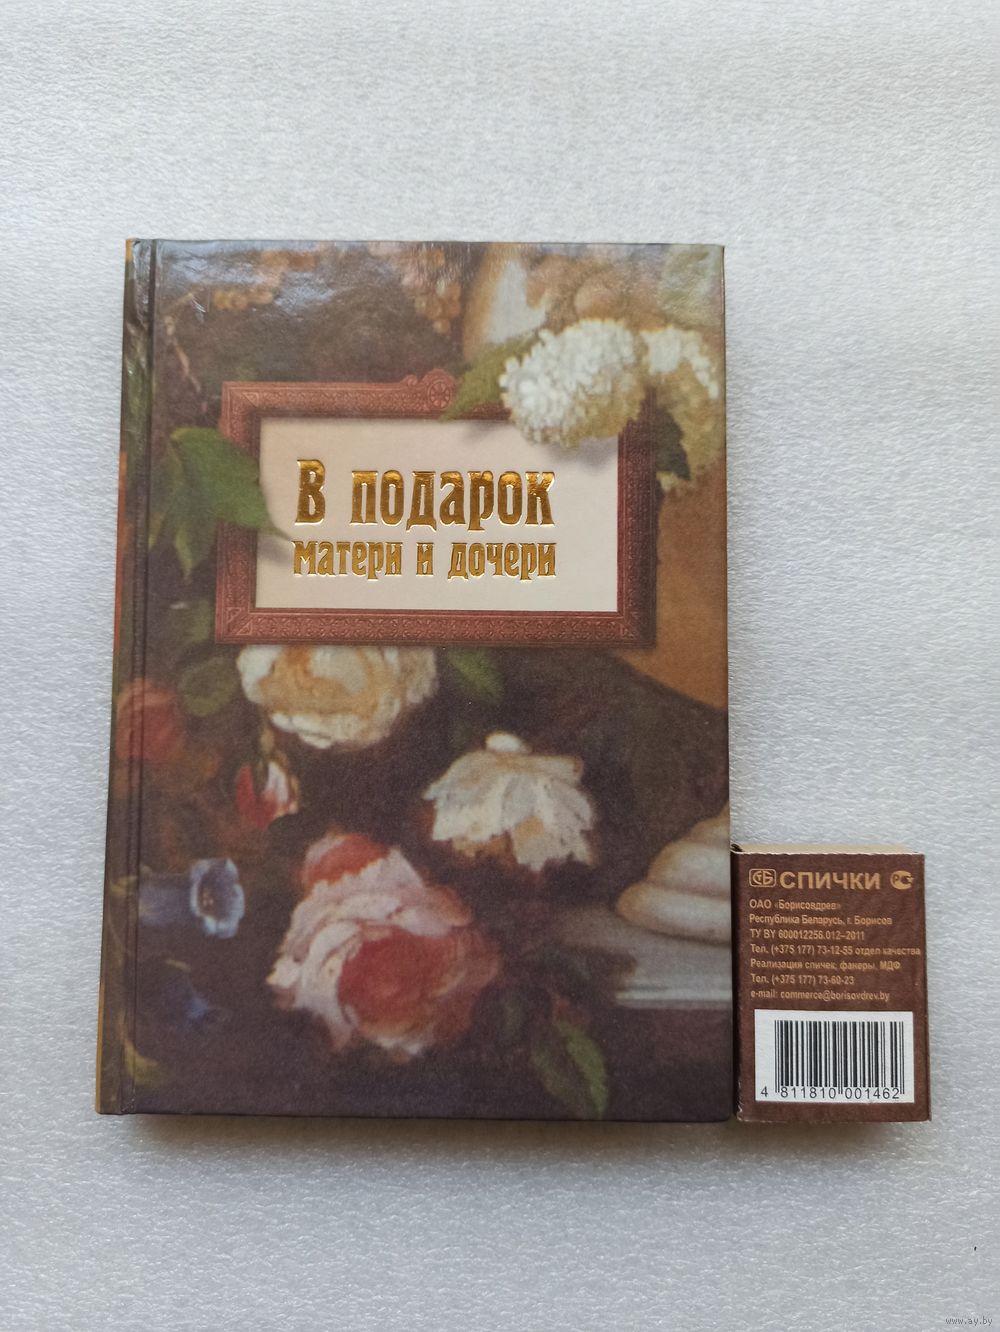 В ПОДАРОК
МАТЕРИ И ДОЧЕРИ
СПИЧКИ
ОАО «Борисовдрев»
Республика Беларусь, г. Борисов
ТУ BY 600012256.012–2011
Тел. (+375 177) 73-12-55 отдел качества
Реализация спичек, фанеры, МДФ
Тел. (+375 177) 73-60-23
e-mail: commerce@borisovdrev.by
4 811810 001462
www.ay.by